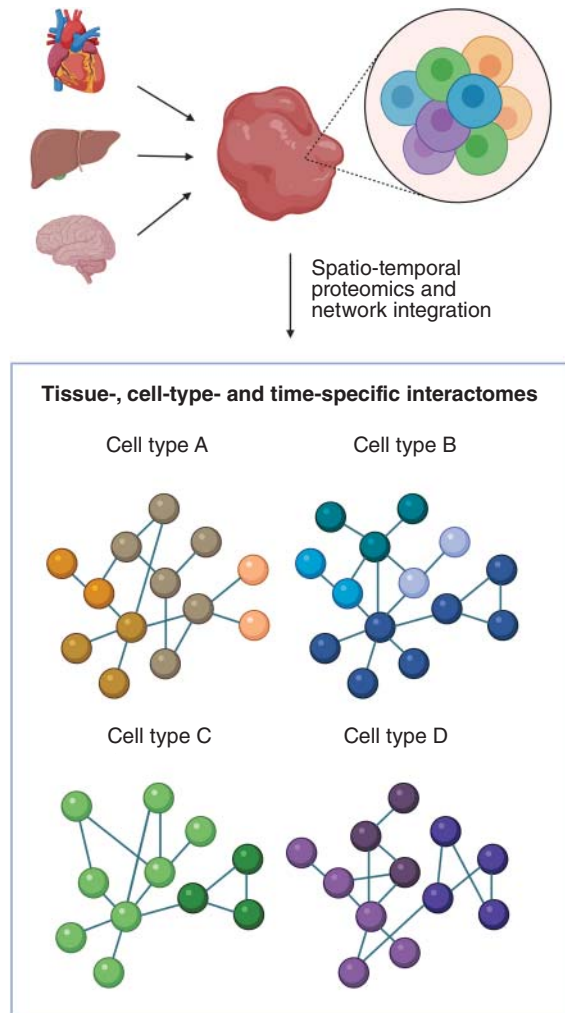 Spatio-temporal
proteomics and
network integration
Tissue-, cell-type- and time-specific interactomes
Cell type A
Cell type B
Cell type C
Cell type D